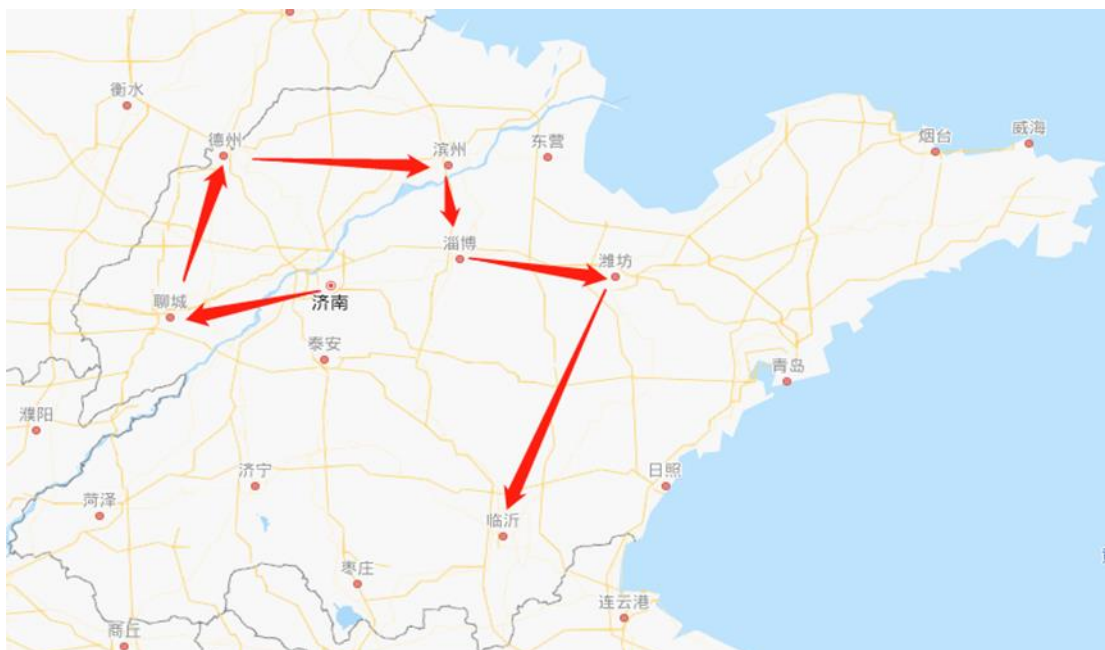 衡水
德州
滨州
东营
烟台
威海
淄博
潍坊
聊城
济南
泰安
青岛
濮阳
济宁
日照
菏泽
临沂
枣庄
连云港
商丘